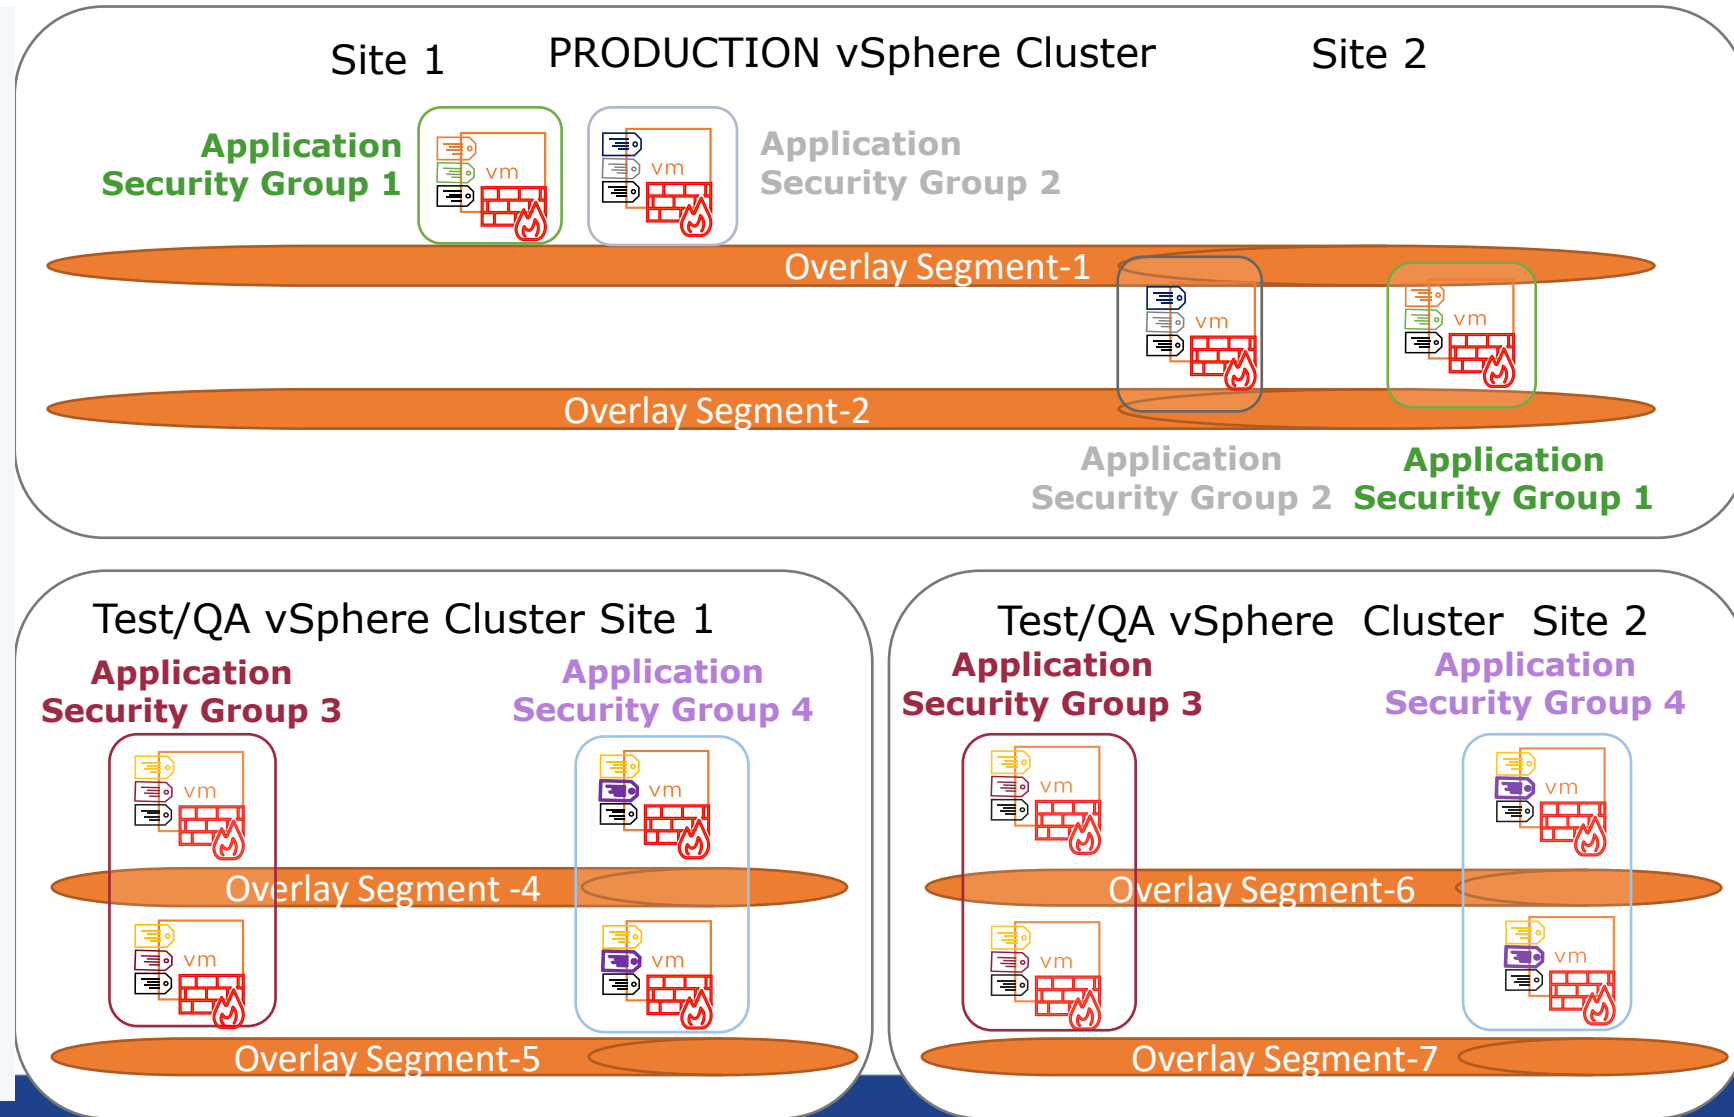 Site 1
PRODUCTION vSphere Cluster
Site 2
Application
Security Group 1
vm
vm
Application
Security Group 2
Overlay Segment-1
vm
vm
Overlay Segment-2
Application
Security Group 2
Application
Security Group 1
Test/QA vSphere Cluster Site 1
Application
Security Group 3
Application
Security Group 4
vm
vm
Overlay Segment -4
vm
vm
Overlay Segment-5
Test/QA vSphere  Cluster  Site 2
Application
Security Group 3
Application
Security Group 4
vm
vm
Overlay Segment-6
vm
vm
Overlay Segment-7